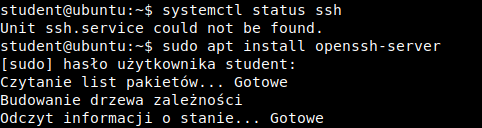 student@ubuntu:~$ systemctl status ssh
Unit ssh.service could not be found.
student@ubuntu:~$ sudo apt install openssh-server
[sudo] hasło użytkownika student:
Czytanie list pakietów... Gotowe
Budowanie drzewa zależności
Odczyt informacji o stanie... Gotowe